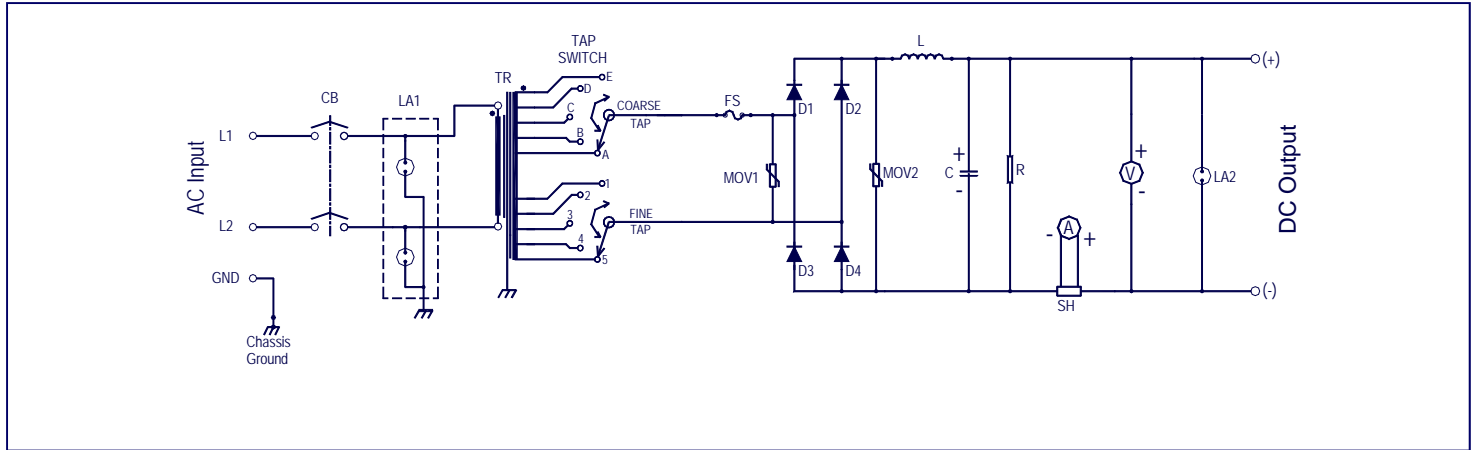 TAP
SWITCH
TR
E
D
C
B
A
COARSE
TAP
1
2
3
4
5
FINE
TAP
CB
LA1
AC Input
L1
L2
GND
Chassis
Ground
FS
MOV1
D1
D2
D3
D4
MOV2
L
+
C
-
R
- A +
SH
+
V
-
LA2
(+)
(-)
DC Output